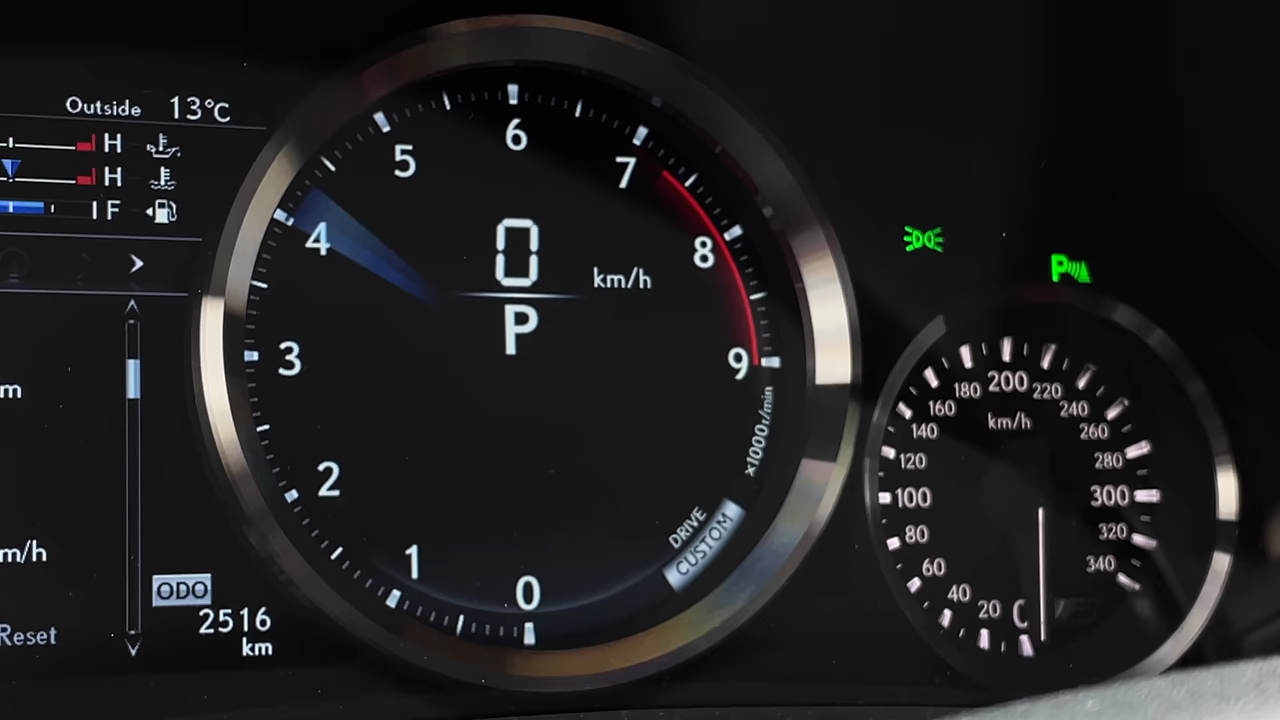 Outside 13°C
H
H
F
m
m/h
Reset
ODO
2516
km
6
5
7
4
8
3
9
2
1
0
0 km/h
P
x1000r/min
DRIVE
CUSTOM
P
200
180
220
160
240
140
260
km/h
120
280
100
300
80
320
60
340
40
20